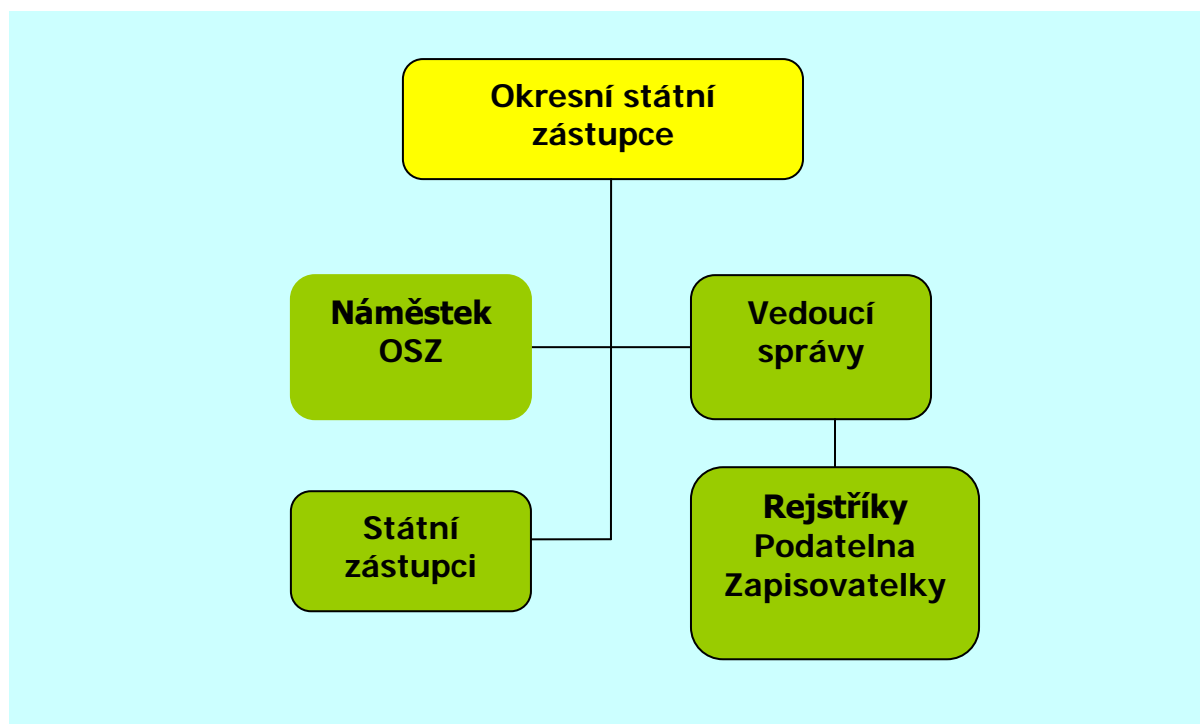 Okresní státní
zástupce
Náměstek
OSZ
Vedoucí
správy
Státní
zástupci
Rejstříky
Podatelna
Zapisovatelky